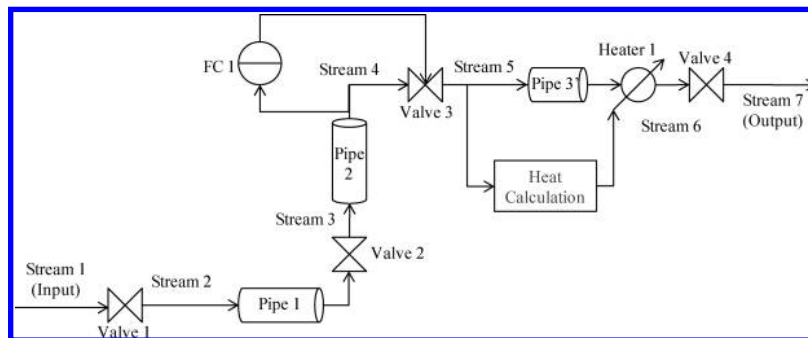 FC 1
Stream 4
Valve 3
Stream 5
Pipe 3'
Heater 1
Valve 4
Stream 7
(Output)
Stream 6
Pipe
2
Heat
Calculation
Stream 3
Valve 2
Stream 1
(Input)
Stream 2
Valve 1
Pipe 1